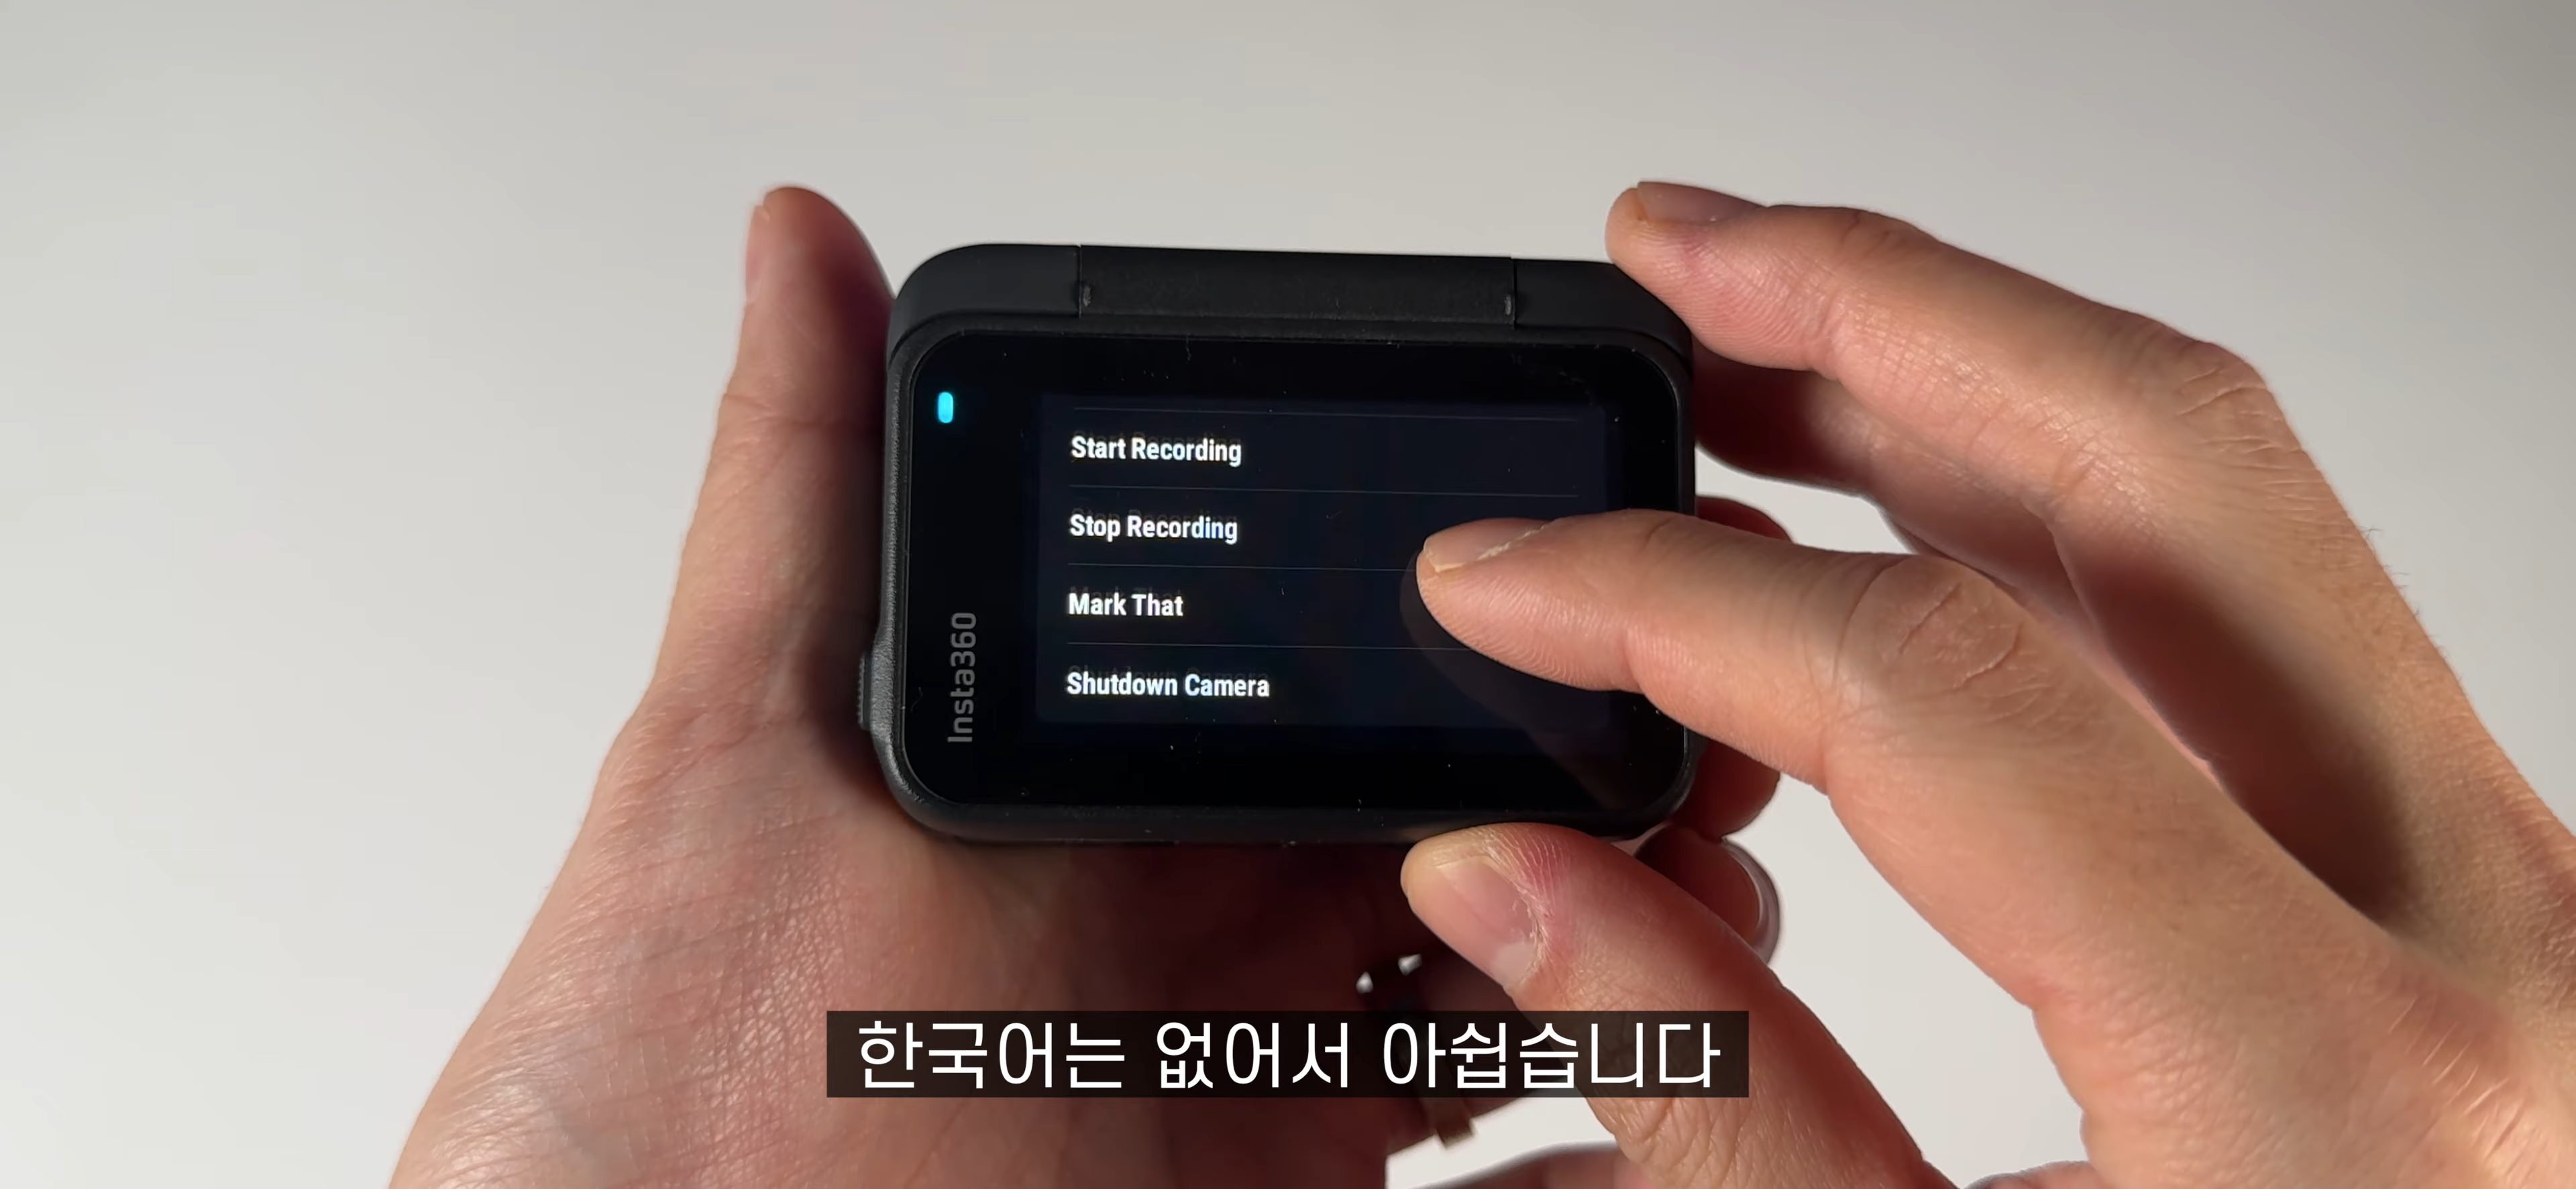 Start Recording
Stop Recording
Mark That
Shutdown Camera
Insta360
한국어는 없어서 아쉽습니다